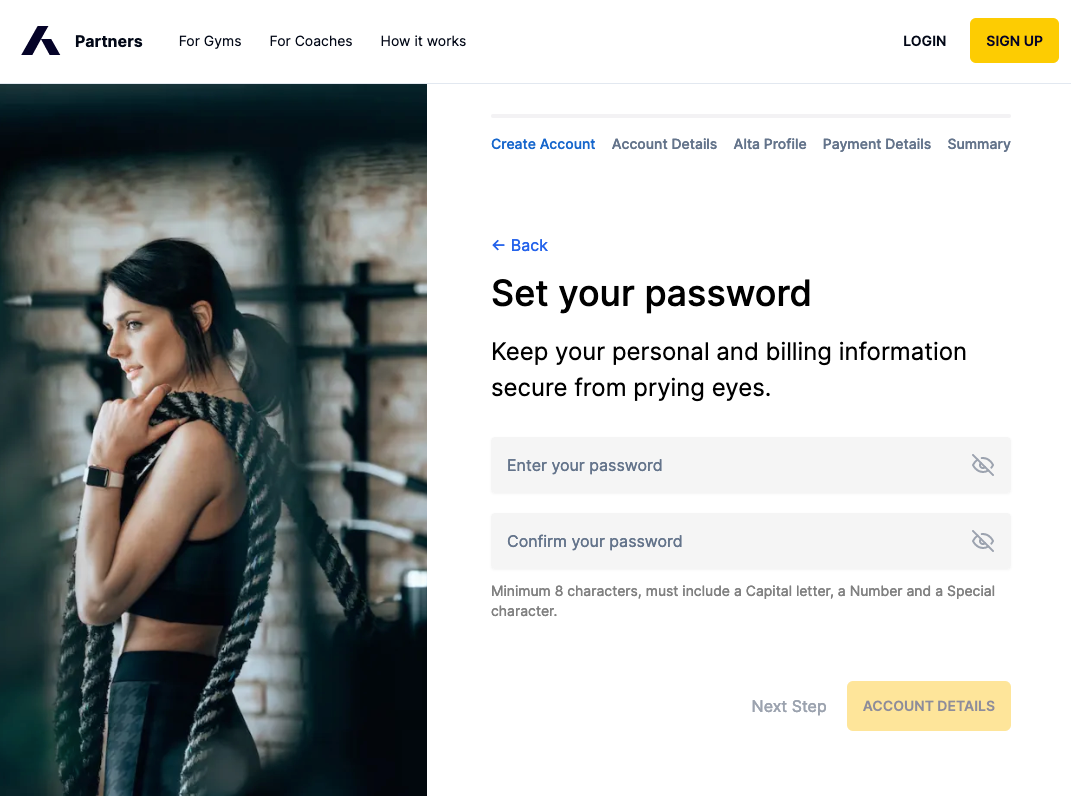 Partners
For Gyms
For Coaches
How it works
LOGIN
SIGN UP
Create Account
Account Details
Alta Profile
Payment Details
Summary
← Back
Set your password
Keep your personal and billing information
secure from prying eyes.
Enter your password
Confirm your password
Minimum 8 characters, must include a Capital letter, a Number and a Special
character.
Next Step
ACCOUNT DETAILS